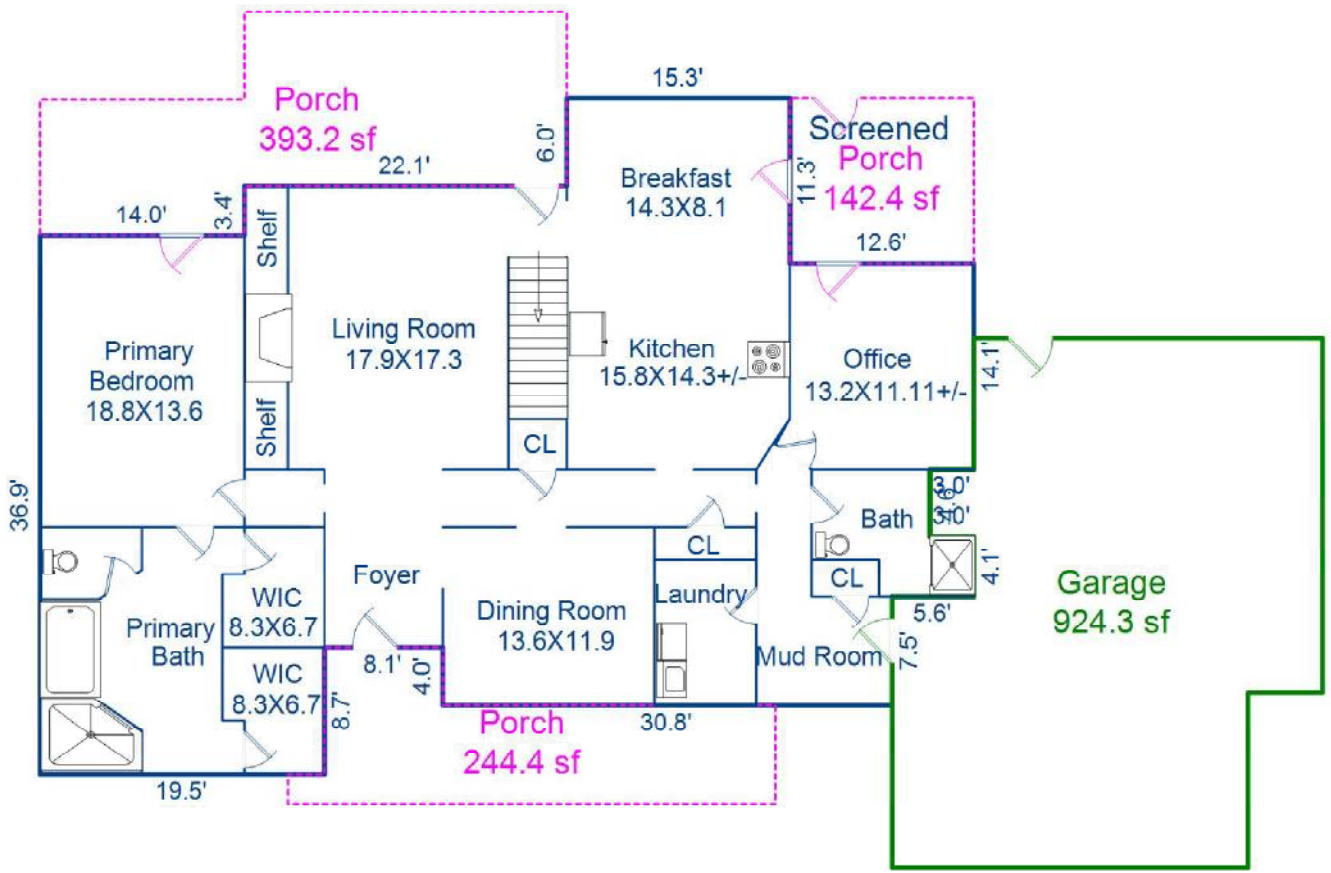 15.3'
Porch
393.2 sf
22.1'
6.0'
Screened
Porch
142.4 sf
11.3'
12.6'
14.0'
3.4'
Breakfast
14.3X8.1
Shelf
Living Room
17.9X17.3
Primary
Bedroom
18.8X13.6
Kitchen
15.8X14.3+/-
Office
13.2X11.11+/-
14.1'
Shelf
CL
36.9'
3.0'
4.6'
3.0'
Bath
CL
4.1'
Foyer
WIC
8.3X6.7
Laundry
CL
Garage
924.3 sf
Dining Room
13.6X11.9
5.6'
Primary
Bath
WIC
8.3X6.7
8.1'
4.0'
8.7'
Mud Room
7.5'
30.8'
Porch
244.4 sf
19.5'